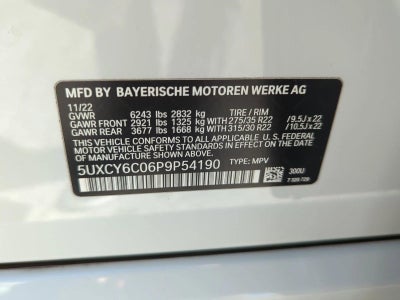 MFD BY BAYERISCHE MOTOREN WERKE AG
11/22
GVWR 6243 lbs 2832 kg TIRE / RIM
GAWR FRONT 2921 lbs 1325 kg WITH 275/35 R22 / 9.5J x 22
GAWR REAR 3677 lbs 1668 kg WITH 315/30 R22 / 10.5J x 22
THIS VEHICLE CONFORMS TO ALL APPLICABLE U.S. FEDERAL
MOTOR VEHICLE SAFETY STANDARDS IN EFFECT ON THE
DATE OF MANUFACTURE SHOWN ABOVE.
5UXCY6C06P9P54190 TYPE: MPV
300U